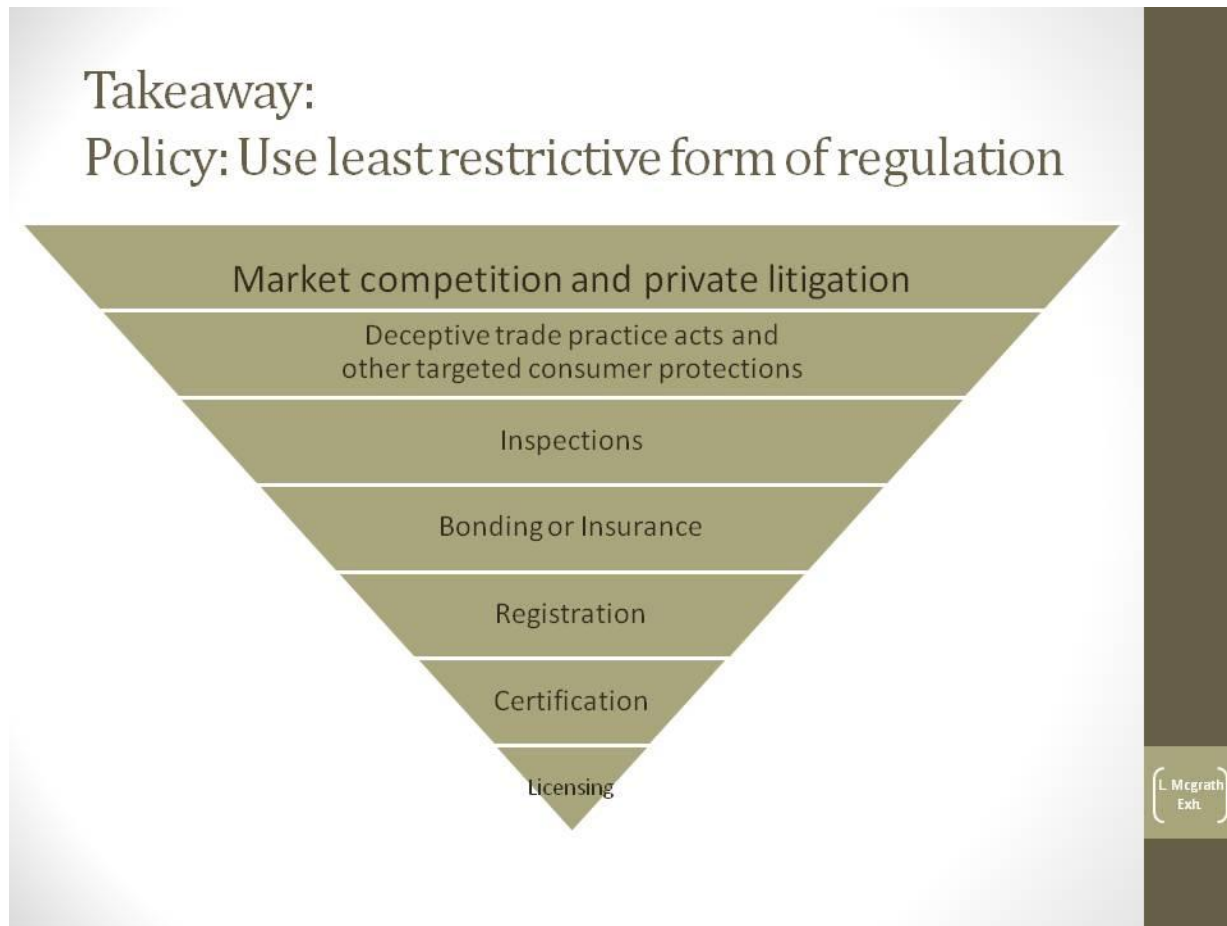 Takeaway:
Policy: Use least restrictive form of regulation
Market competition and private litigation
Deceptive trade practice acts and
other targeted consumer protections
Inspections
Bonding or Insurance
Registration
Certification
Licensing
L. Mcgrath
Exh.